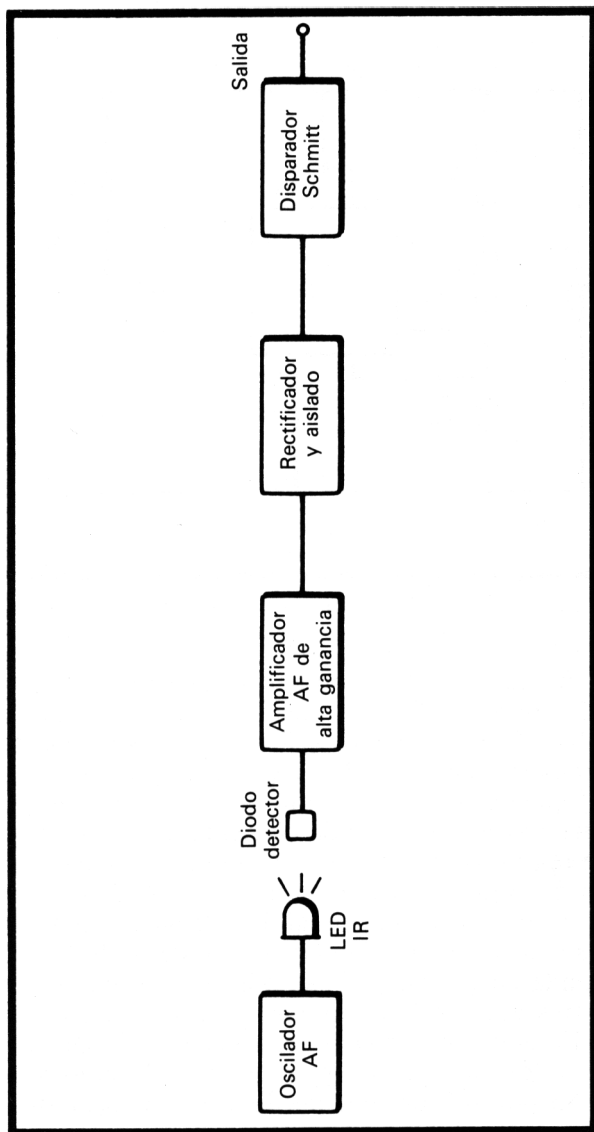 Oscilador
AF
LED
IR
Diodo
detector
Amplificador
AF de
alta ganancia
Rectificador
y aislado
Disparador
Schmitt
Salida